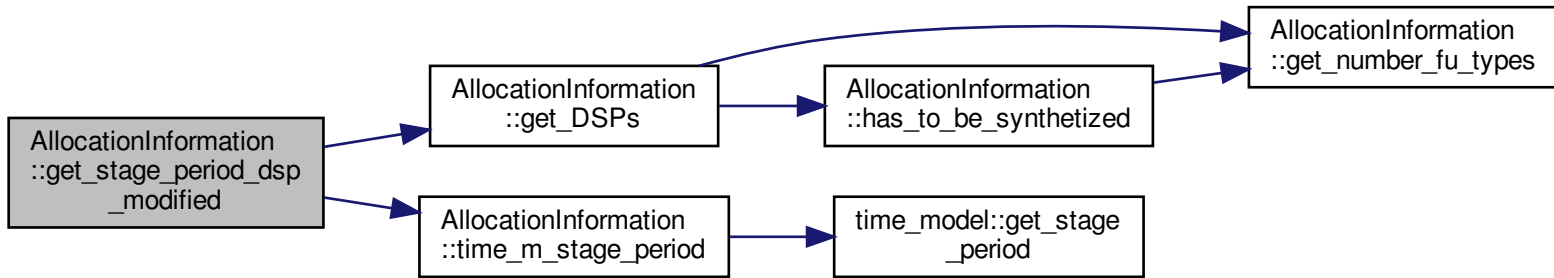 AllocationInformation
::get_stage_period_dsp
_modified
AllocationInformation
::get_DSPs
AllocationInformation
::has_to_be_synthetized
AllocationInformation
::get_number_fu_types
AllocationInformation
::time_m_stage_period
time_model::get_stage
_period